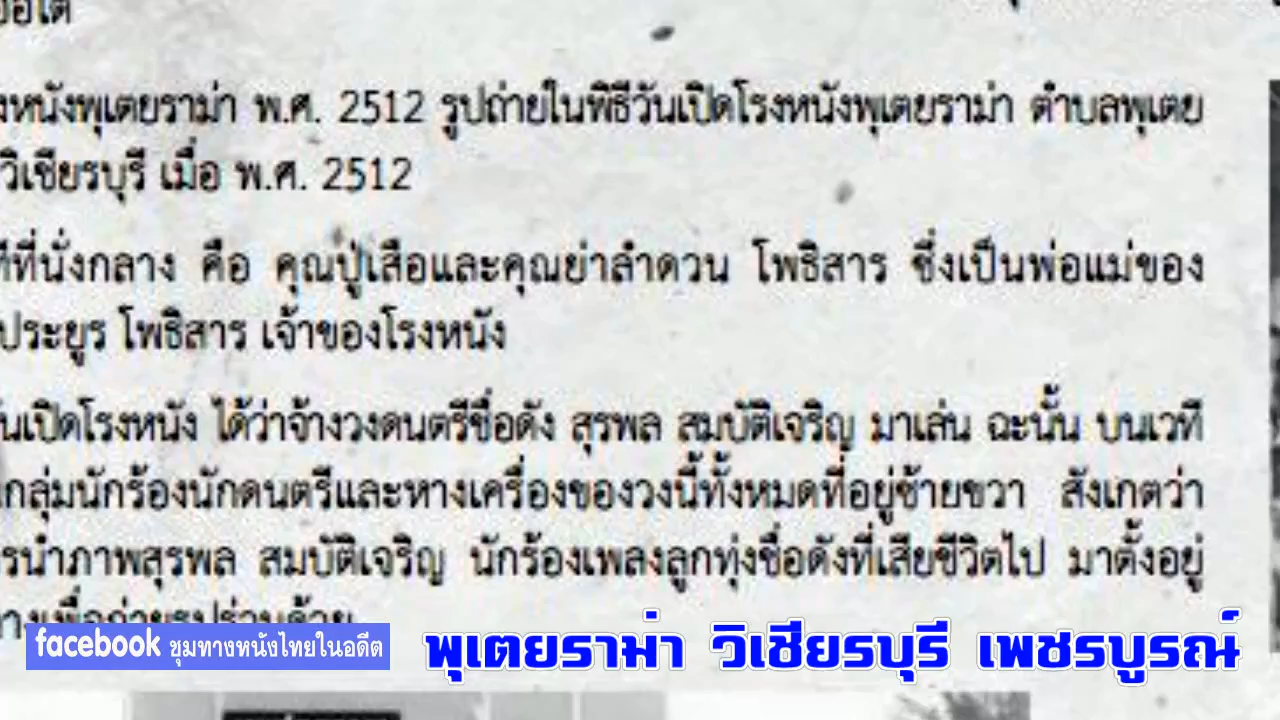 งหนังพุเตยราม่า พ.ศ. 2512 รูปถ่ายในพิธีวันเปิดโรงหนังพุเตยราม่า ตำบลพุเตย
วิเชียรบุรี เมื่อ พ.ศ. 2512
ที่นั่งกลาง คือ คุณปู่เสือและคุณย่าลำดวน โพธิสาร ซึ่งเป็นพ่อแม่ของ
ประยูร โพธิสาร เจ้าของโรงหนัง
นเปิดโรงหนัง ได้ว่าจ้างวงดนตรีชื่อดัง สุรพล สมบัติเจริญ มาเล่น ฉะนั้น บนเวที
กลุ่มนักร้องนักดนตรีและหางเครื่องของวงนี้ทั้งหมดที่อยู่ซ้ายขวา สังเกตว่า
รนำภาพสุรพล สมบัติเจริญ นักร้องเพลงลูกทุ่งชื่อดังที่เสียชีวิตไป มาตั้งอยู่
างเพื่อถ่ายรูปร่วมด้วย
facebook ชุมทางหนังไทยในอดีต
พุเตยราม่า วิเชียรบุรี เพชรบูรณ์